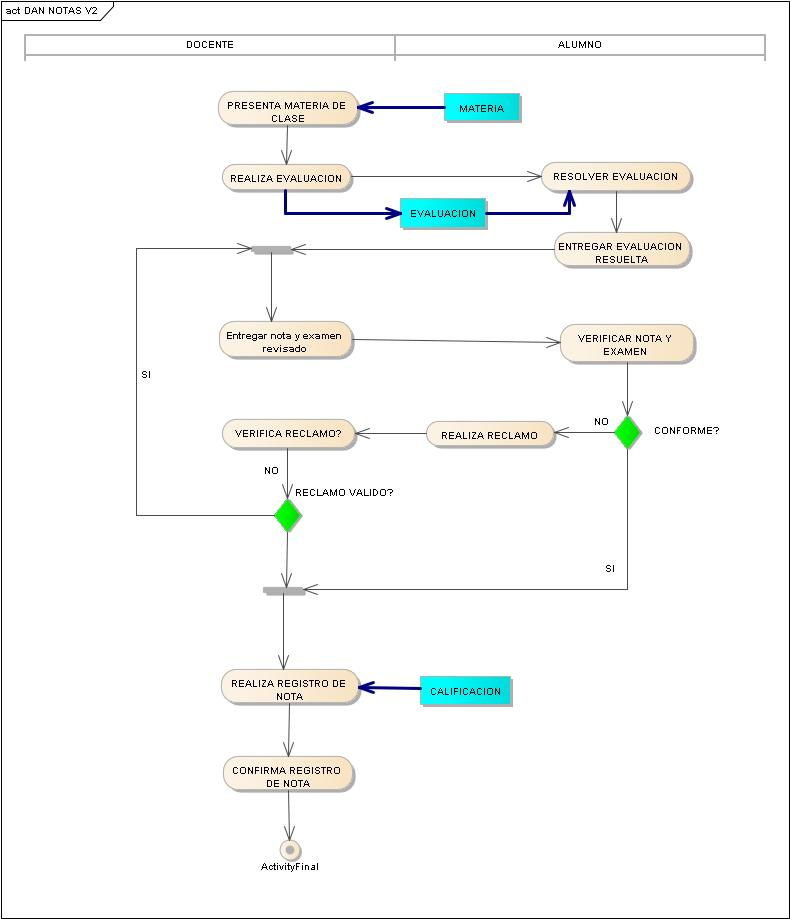 act DAN NOTAS V2
DOCENTE
ALUMNO
PRESENTA MATERIA DE
CLASE
MATERIA
REALIZA EVALUACION
RESOLVER EVALUACION
EVALUACION
ENTREGAR EVALUACION
RESUELTA
Entregar nota y examen
revisado
VERIFICAR NOTA Y
EXAMEN
SI
NO
CONFORME?
VERIFICA RECLAMO?
REALIZA RECLAMO
NO
RECLAMO VALIDO?
SI
REALIZA REGISTRO DE
NOTA
CALIFICACION
CONFIRMA REGISTRO
DE NOTA
ActivityFinal